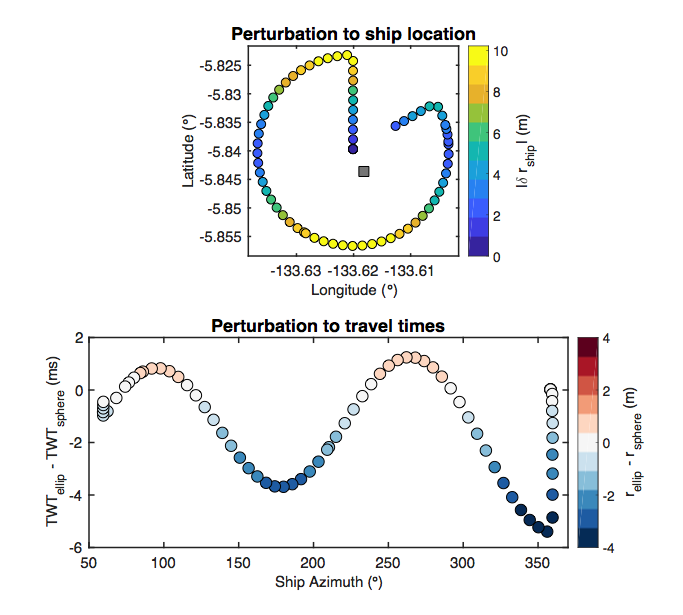 Perturbation to ship location
-5.825
-5.83
-5.835
-5.84
-5.845
-5.85
-5.855
Latitude (°)
-133.63 -133.62 -133.61
Longitude (°)
10
8
6
4
2
0
|δ r_ship| (m)
Perturbation to travel times
2
0
-2
-4
-6
TWT_ellip - TWT_sphere (ms)
50 100 150 200 250 300 350
Ship Azimuth (°)
4
2
0
-2
-4
r_ellip - r_sphere (m)